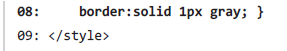 08:    border:solid 1px gray; }
09: </style>